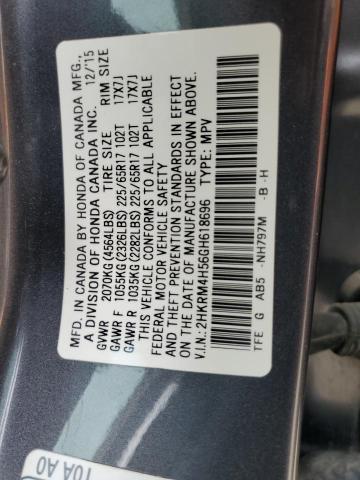 MFD. IN CANADA BY HONDA OF CANADA MFG.,
A DIVISION OF HONDA CANADA INC. 12/'15
GVWR 2070KG(4564LBS) TIRE SIZE RIM SIZE
GAWR F 1055KG(2326LBS) 225/65R17 102T 17X7J
GAWR R 1035KG(2282LBS) 225/65R17 102T 17X7J
THIS VEHICLE CONFORMS TO ALL APPLICABLE
FEDERAL MOTOR VEHICLE SAFETY
AND THEFT PREVENTION STANDARDS IN EFFECT
ON THE DATE OF MANUFACTURE SHOWN ABOVE.
V.I.N.: 2HKRM4H56GH618696 TYPE: MPV
TFE G AB5 -NH797M -B -H
10A A0